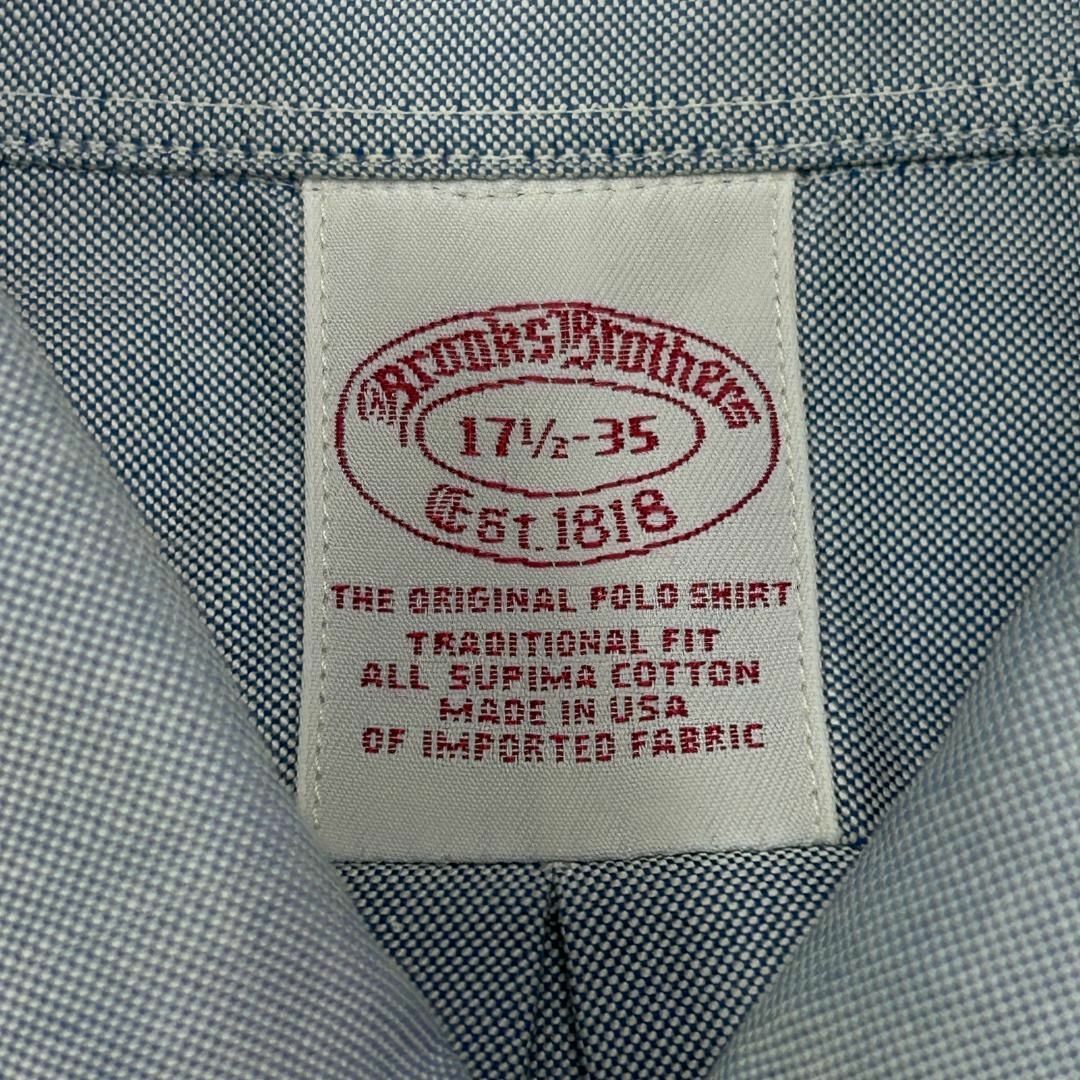 Brooks Brothers
17½-35
Est. 1818
THE ORIGINAL POLO SHIRT
TRADITIONAL FIT
ALL SUPIMA COTTON
MADE IN USA
OF IMPORTED FABRIC